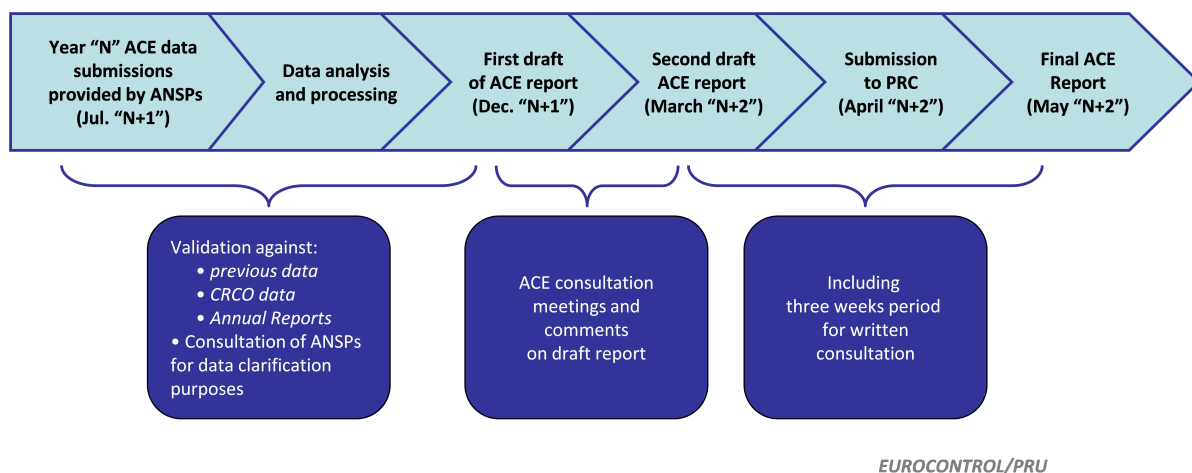 Year “N” ACE data
submissions
provided by ANSPs
(Jul. “N+1”)
Data analysis
and processing
First draft
of ACE report
(Dec. “N+1”)
Second draft
ACE report
(March “N+2”)
Submission
to PRC
(April “N+2”)
Final ACE
Report
(May “N+2”)
Validation against:
• previous data
• CRCO data
• Annual Reports
• Consultation of ANSPs
for data clarification
purposes
ACE consultation
meetings and
comments
on draft report
Including
three weeks period
for written
consultation
EUROCONTROL/PRU